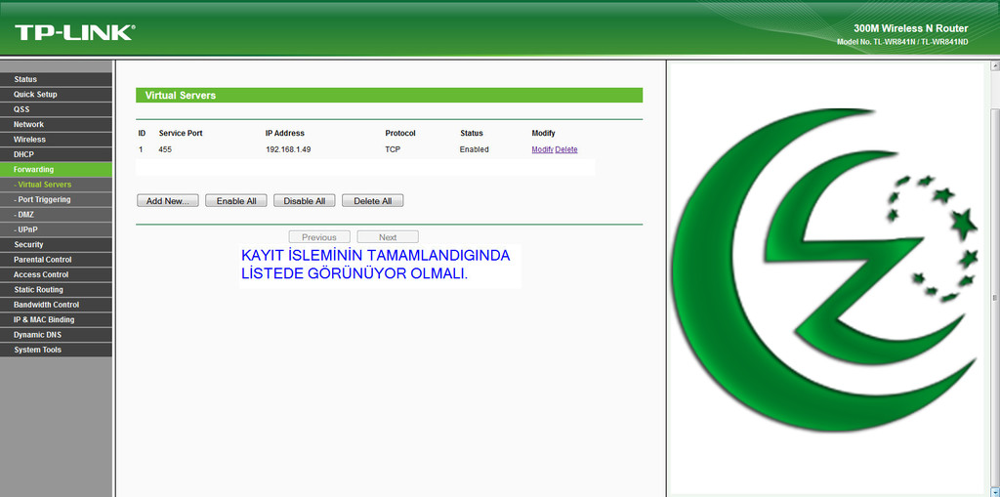 TP-LINK®
300M Wireless N Router
Model No. TL-WR841N / TL-WR841ND
Status
Quick Setup
QSS
Network
Wireless
DHCP
Forwarding
- Virtual Servers
- Port Triggering
- DMZ
- UPnP
Security
Parental Control
Access Control
Static Routing
Bandwidth Control
IP & MAC Binding
Dynamic DNS
System Tools
Virtual Servers
ID Service Port IP Address Protocol Status Modify
1 455 192.168.1.49 TCP Enabled Modify Delete
Add New... Enable All Disable All Delete All
Previous Next
KAYIT İSLEMİNİN TAMAMLANDIGINDA
LİSTEDE GÖRÜNÜYOR OLMALI.